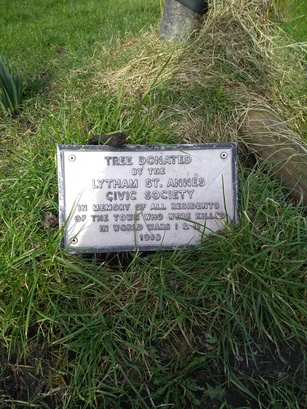 TREE DONATED
BY THE
LYTHAM ST. ANNES
CIVIC SOCIETY
IN MEMORY OF ALL RESIDENTS
OF THE TOWN WHO WERE KILLED
IN WORLD WARS I &